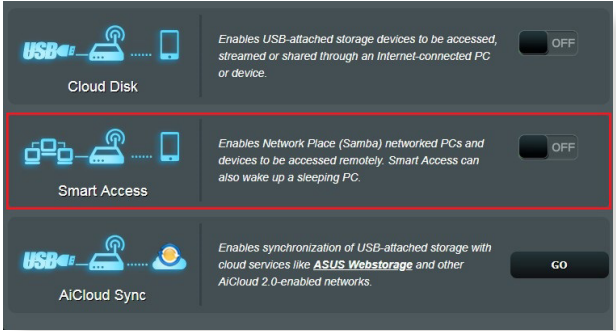 USB
Enables USB-attached storage devices to be accessed,
streamed or shared through an Internet-connected PC
or device.
OFF
Cloud Disk
Enables Network Place (Samba) networked PCs and
devices to be accessed remotely. Smart Access can
also wake up a sleeping PC.
OFF
Smart Access
USB
Enables synchronization of USB-attached storage with
cloud services like ASUS Webstorage and other
AiCloud 2.0-enabled networks.
GO
AiCloud Sync